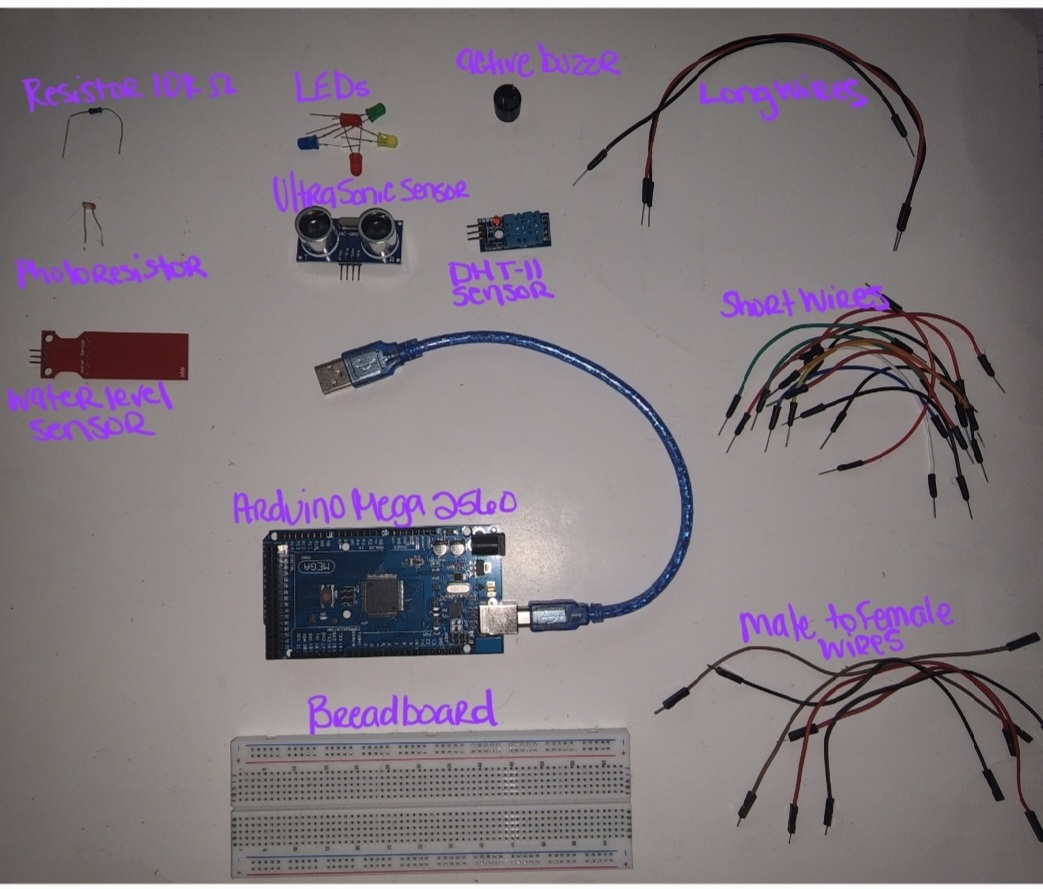 Resistor 10k Ω
LEDs
active buzzr
Long wires
Ultrasonic Sensor
Photoresistor
DHT-11
Sensor
Short wires
Water level
Sensor
Arduino Mega 2560
MEGA
Male to Female
wires
Breadboard